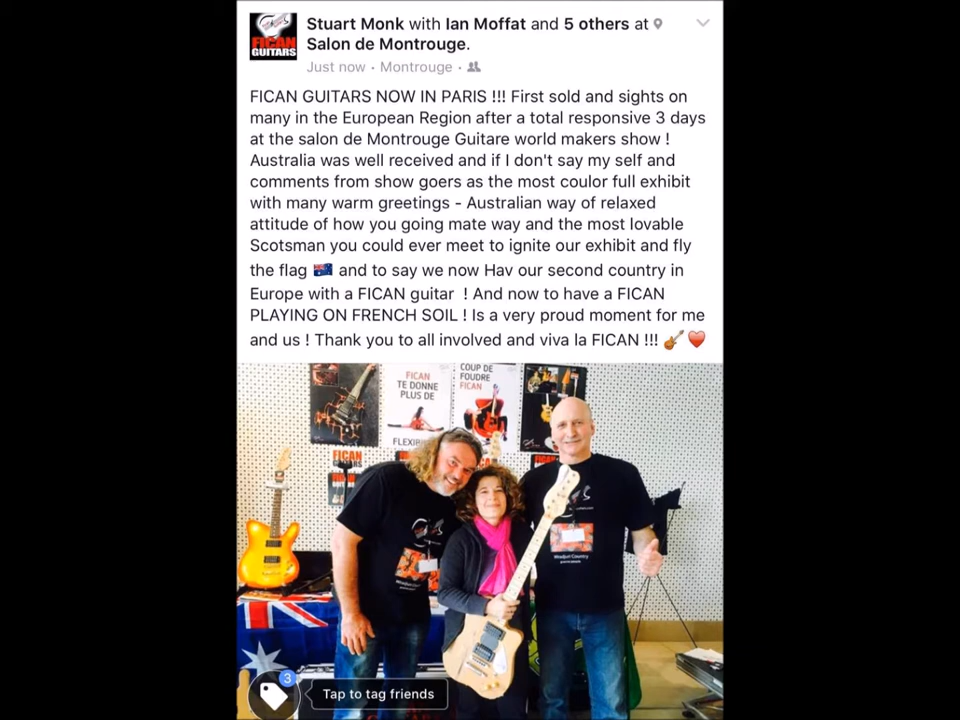 FICAN
GUITARS
Stuart Monk with Ian Moffat and 5 others at
Salon de Montrouge.
Just now · Montrouge ·
FICAN GUITARS NOW IN PARIS !!! First sold and sights on
many in the European Region after a total responsive 3 days
at the salon de Montrouge Guitare world makers show !
Australia was well received and if I don't say my self and
comments from show goers as the most coulor full exhibit
with many warm greetings - Australian way of relaxed
attitude of how you going mate way and the most lovable
Scotsman you could ever meet to ignite our exhibit and fly
the flag 🇦🇺 and to say we now Hav our second country in
Europe with a FICAN guitar ! And now to have a FICAN
PLAYING ON FRENCH SOIL ! Is a very proud moment for me
and us ! Thank you to all involved and viva la FICAN !!! 🎸❤️
FICAN
TE DONNE
PLUS DE
FLEXIBI
COUP DE
FOUDRE
FICAN
FICAN
GUITARS
FICAN
3
Tap to tag friends